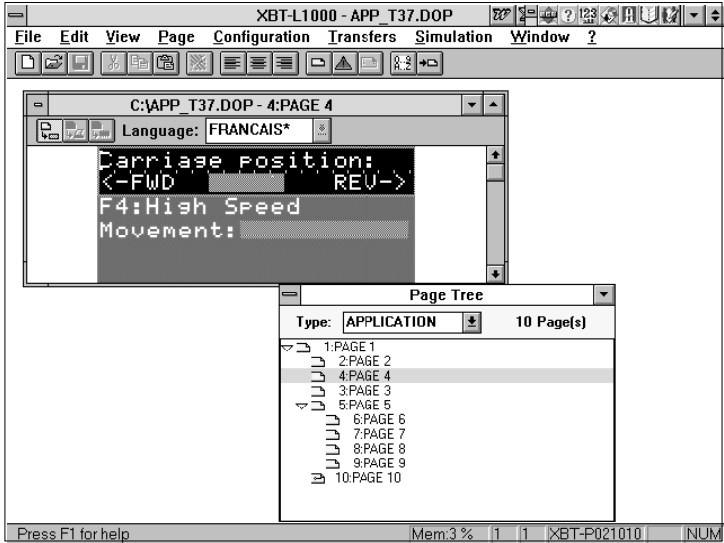 XBT-L1000 - APP_T37.DOP
File Edit View Page Configuration Transfers Simulation Window ?
C:\APP_T37.DOP - 4:PAGE 4
Language: FRANCAIS*
Carriage position:
<-FWD REV->
F4:High Speed
Movement:
Page Tree
Type: APPLICATION 10 Page(s)
1:PAGE 1
2:PAGE 2
4:PAGE 4
3:PAGE 3
5:PAGE 5
6:PAGE 6
7:PAGE 7
8:PAGE 8
9:PAGE 9
10:PAGE 10
Press F1 for help Mem:3 % 1 1 XBT-P021010 NUM